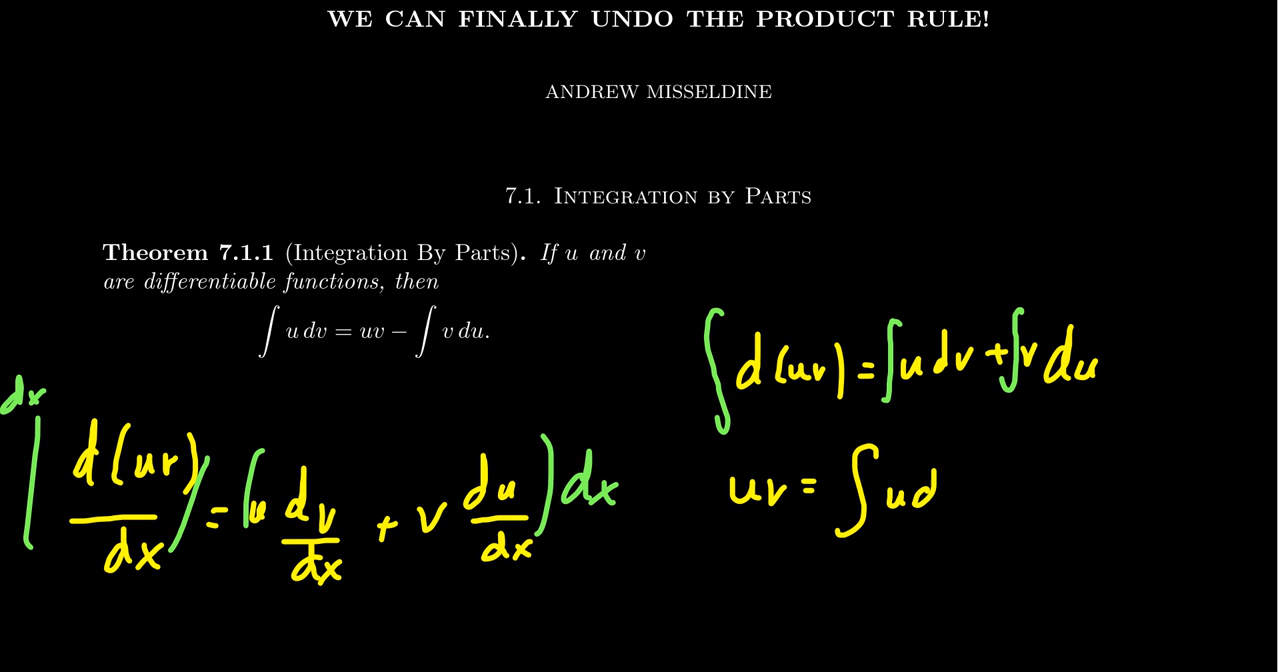 WE CAN FINALLY UNDO THE PRODUCT RULE!
ANDREW MISSELDINE
7.1. INTEGRATION BY PARTS
Theorem 7.1.1 (Integration By Parts). If u and v
are differentiable functions, then
∫ u dv = uv − ∫ v du.
dx ( d(uv)/dx ) = ( u dv/dx + v du/dx ) dx
∫ d(uv) = ∫ u dv + ∫ v du
uv = ∫ ud